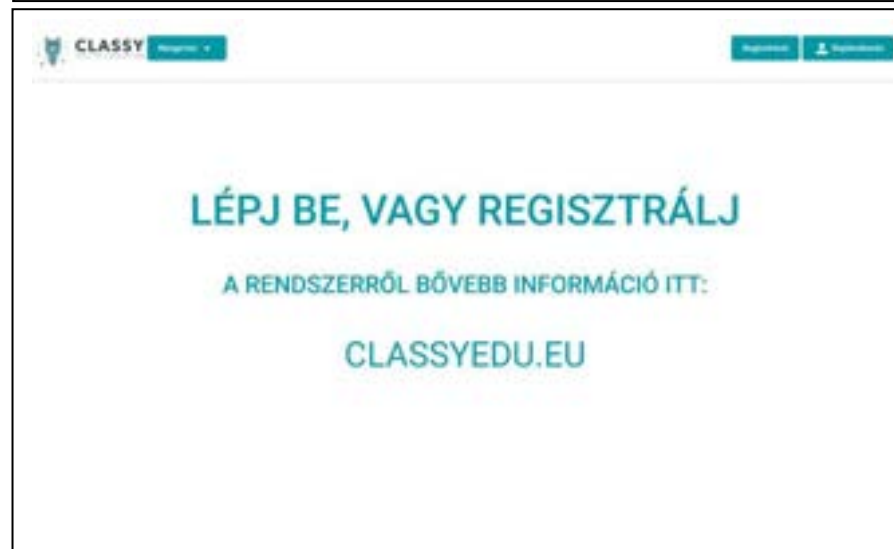 CLASSY
LÉPJ BE, VAGY REGISZTRÁLJ
A RENDSZERRŐL BŐVEBB INFORMÁCIÓ ITT:
CLASSYEDU.EU